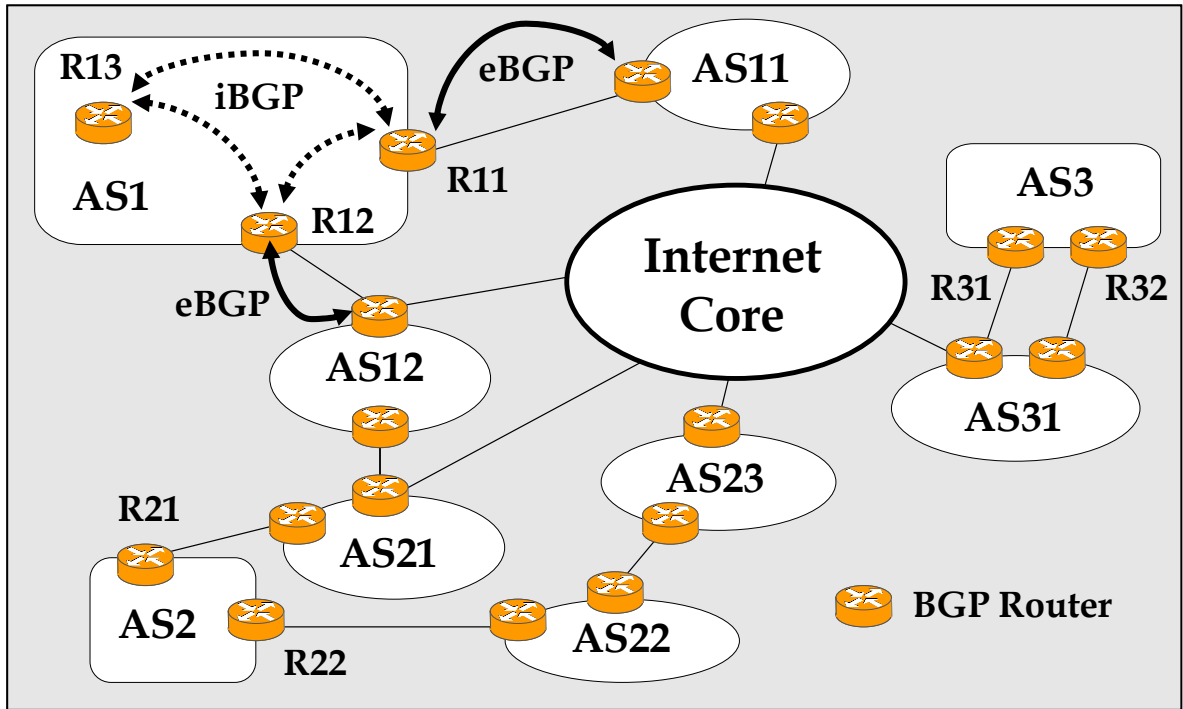 R13
eBGP
AS11
iBGP
R11
AS1
R12
AS3
Internet
Core
R31
R32
eBGP
AS12
AS31
AS23
R21
AS21
AS2
AS22
R22
BGP Router